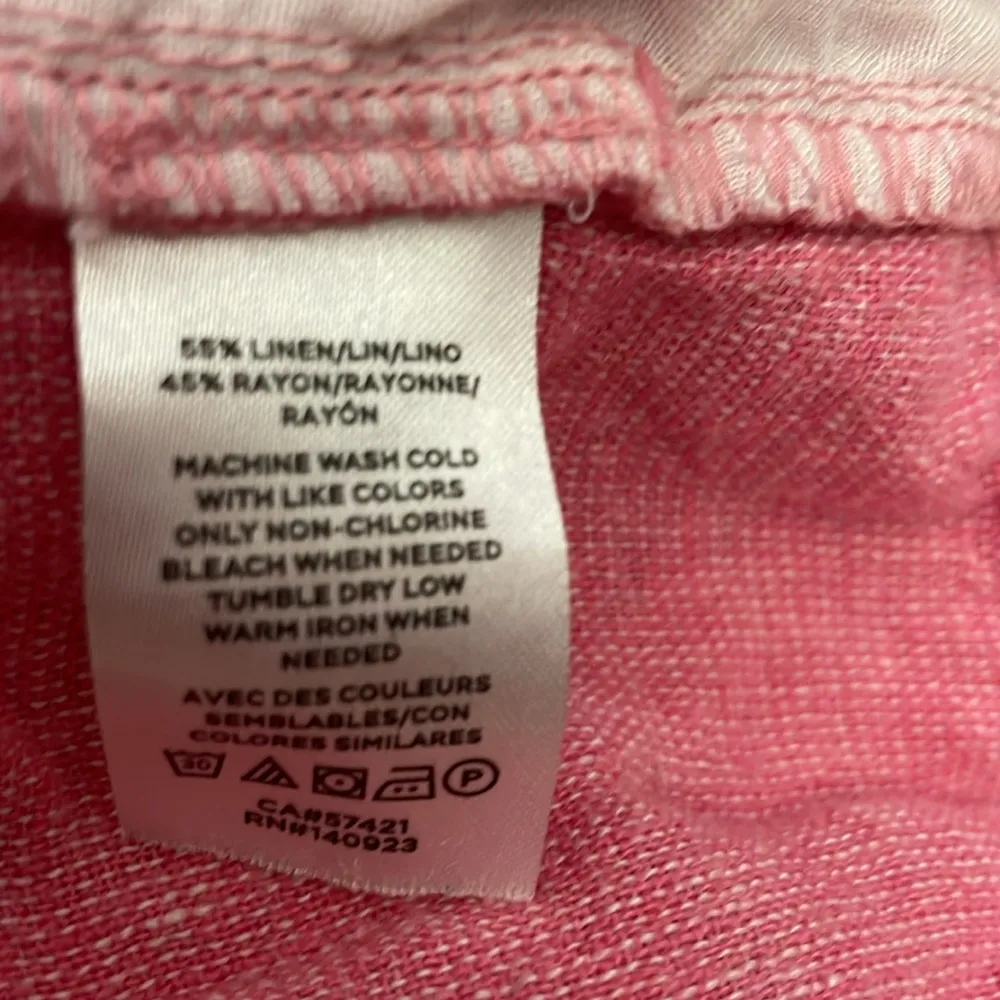 55% LINEN/LIN/LINO
45% RAYON/RAYONNE/
RAYÓN
MACHINE WASH COLD
WITH LIKE COLORS
ONLY NON-CHLORINE
BLEACH WHEN NEEDED
TUMBLE DRY LOW
WARM IRON WHEN
NEEDED
AVEC DES COULEURS
SEMBLABLES/CON
COLORES SIMILARES
30 P
CA#57421
RN#140923